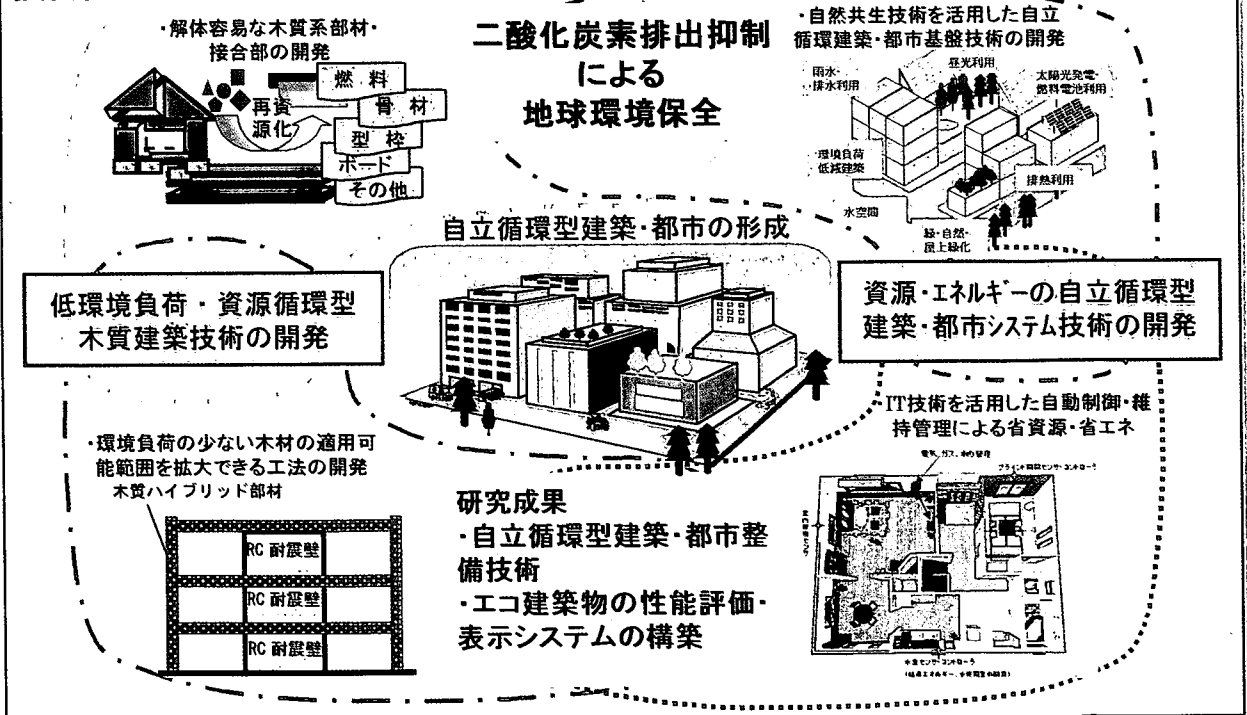 二酸化炭素排出抑制
による
地球環境保全
・解体容易な木質系部材・
接合部の開発
再資
源化
燃料
骨材
型枠
ボード
その他
・自然共生技術を活用した自立
循環建築・都市基盤技術の開発
雨水・
排水利用
昼光利用
太陽光発電・
燃料電池利用
・環境負荷
低減建築
排熱利用
水空間
緑・自然・
屋上緑化
自立循環型建築・都市の形成
低環境負荷・資源循環型
木質建築技術の開発
資源・エネルギーの自立循環型
建築・都市システム技術の開発
・環境負荷の少ない木材の適用可
能範囲を拡大できる工法の開発
木質ハイブリッド部材
RC 耐震壁
RC 耐震壁
RC 耐震壁
研究成果
・自立循環型建築・都市整
備技術
・エコ建築物の性能評価・
表示システムの構築
IT技術を活用した自動制御・維
持管理による省資源・省エネ